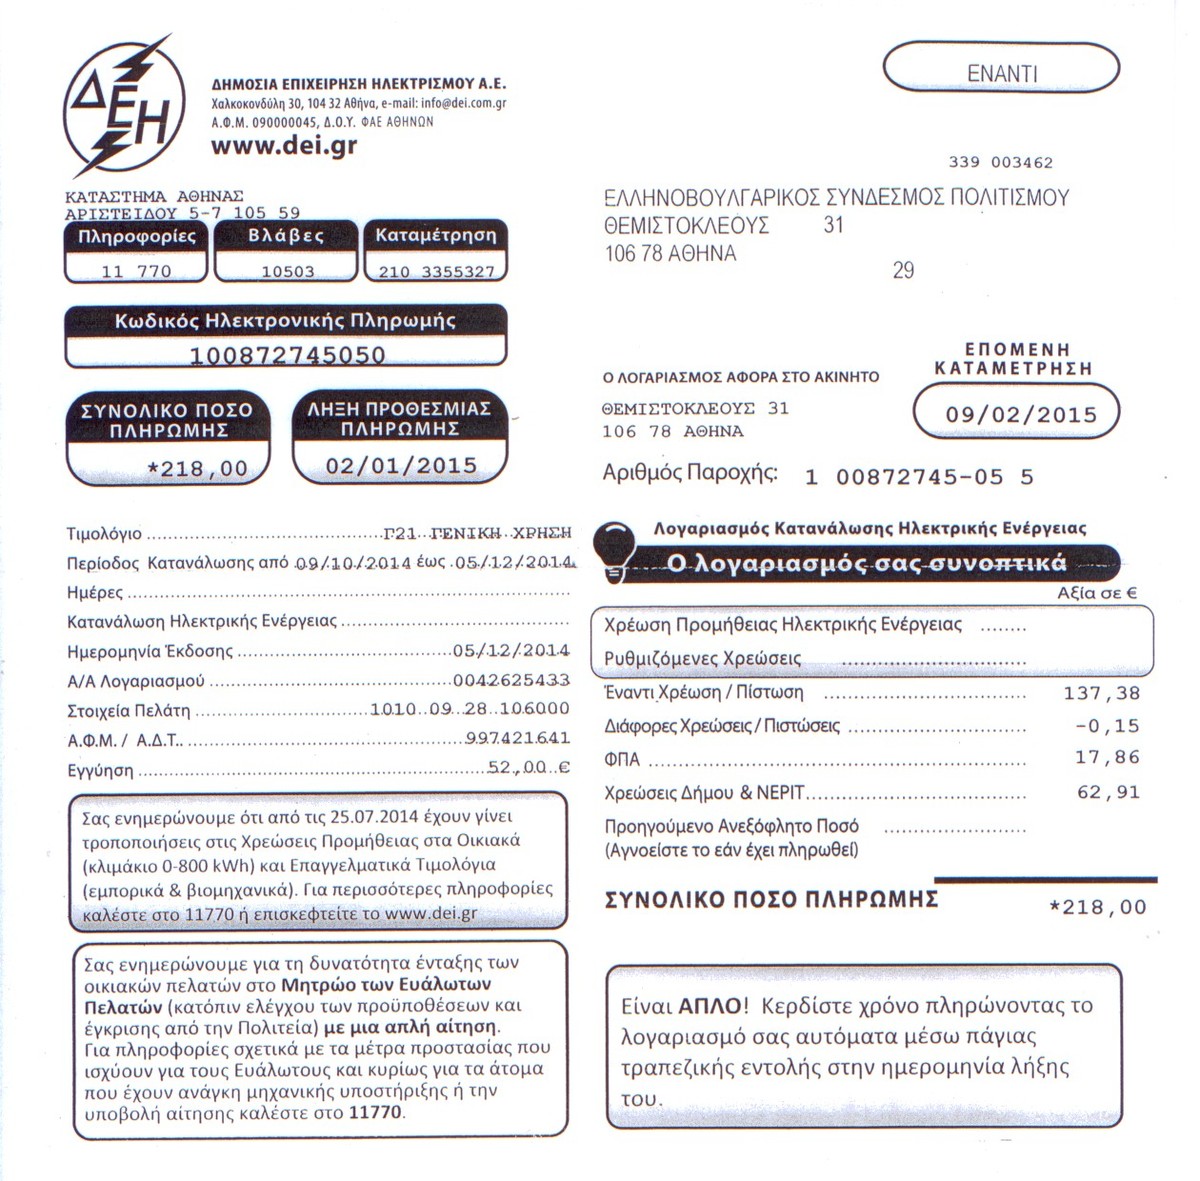 ΔΕΗ
ΔΗΜΟΣΙΑ ΕΠΙΧΕΙΡΗΣΗ ΗΛΕΚΤΡΙΣΜΟΥ Α.Ε.
Χαλκοκονδύλη 30, 104 32 Αθήνα, e-mail: info@dei.com.gr
Α.Φ.Μ. 090000045, Δ.Ο.Υ. ΦΑΕ ΑΘΗΝΩΝ
www.dei.gr
ΕΝΑΝΤΙ
339 003462
ΚΑΤΑΣΤΗΜΑ ΑΘΗΝΑΣ
ΑΡΙΣΤΕΙΔΟΥ 5-7 105 59
Πληροφορίες Βλάβες Καταμέτρηση
11 770 10503 210 3355327
ΕΛΛΗΝΟΒΟΥΛΓΑΡΙΚΟΣ ΣΥΝΔΕΣΜΟΣ ΠΟΛΙΤΙΣΜΟΥ
ΘΕΜΙΣΤΟΚΛΕΟΥΣ 31
106 78 ΑΘΗΝΑ
29
Κωδικός Ηλεκτρονικής Πληρωμής
100872745050
ΣΥΝΟΛΙΚΟ ΠΟΣΟ
ΠΛΗΡΩΜΗΣ
*218,00
ΛΗΞΗ ΠΡΟΘΕΣΜΙΑΣ
ΠΛΗΡΩΜΗΣ
02/01/2015
ΕΠΟΜΕΝΗ
ΚΑΤΑΜΕΤΡΗΣΗ
09/02/2015
Ο ΛΟΓΑΡΙΑΣΜΟΣ ΑΦΟΡΑ ΣΤΟ ΑΚΙΝΗΤΟ
ΘΕΜΙΣΤΟΚΛΕΟΥΣ 31
106 78 ΑΘΗΝΑ
Αριθμός Παροχής: 1 00872745-05 5
Τιμολόγιο ........ Γ21 ΓΕΝΙΚΗ ΧΡΗΣΗ
Περίοδος Κατανάλωσης από 09/10/2014 έως 05/12/2014
Ημέρες ........
Κατανάλωση Ηλεκτρικής Ενέργειας ........
Ημερομηνία Έκδοσης ........ 05/12/2014
Α/Α Λογαριασμού ........ 0042625433
Στοιχεία Πελάτη ........ 1010 09 28 106000
Α.Φ.Μ. / Α.Δ.Τ.. ........ 997421641
Εγγύηση ........ 52,00 €
Λογαριασμός Κατανάλωσης Ηλεκτρικής Ενέργειας
Ο λογαριασμός σας συνοπτικά
Αξία σε €
Χρέωση Προμήθειας Ηλεκτρικής Ενέργειας ........
Ρυθμιζόμενες Χρεώσεις ........
Έναντι Χρέωση / Πίστωση ........ 137,38
Διάφορες Χρεώσεις / Πιστώσεις ........ -0,15
ΦΠΑ ........ 17,86
Χρεώσεις Δήμου & ΝΕΡΙΤ........ 62,91
Προηγούμενο Ανεξόφλητο Ποσό ........
(Αγνοείστε το εάν έχει πληρωθεί)
ΣΥΝΟΛΙΚΟ ΠΟΣΟ ΠΛΗΡΩΜΗΣ *218,00
Σας ενημερώνουμε ότι από τις 25.07.2014 έχουν γίνει
τροποποιήσεις στις Χρεώσεις Προμήθειας στα Οικιακά
(κλιμάκιο 0-800 kWh) και Επαγγελματικά Τιμολόγια
(εμπορικά & βιομηχανικά). Για περισσότερες πληροφορίες
καλέστε στο 11770 ή επισκεφτείτε το www.dei.gr
Σας ενημερώνουμε για τη δυνατότητα ένταξης των
οικιακών πελατών στο Μητρώο των Ευάλωτων
Πελατών (κατόπιν ελέγχου των προϋποθέσεων και
έγκρισης από την Πολιτεία) με μια απλή αίτηση.
Για πληροφορίες σχετικά με τα μέτρα προστασίας που
ισχύουν για τους Ευάλωτους και κυρίως για τα άτομα
που έχουν ανάγκη μηχανικής υποστήριξης ή την
υποβολή αίτησης καλέστε στο 11770.
Είναι ΑΠΛΟ! Κερδίστε χρόνο πληρώνοντας το
λογαριασμό σας αυτόματα μέσω πάγιας
τραπεζικής εντολής στην ημερομηνία λήξης
του.